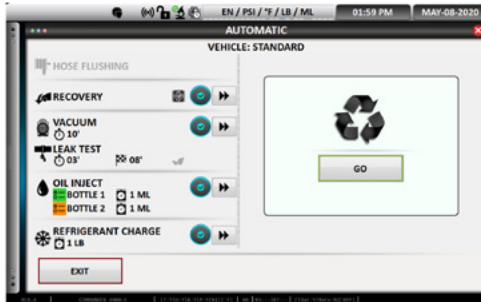 EN / PSI / °F / LB / ML
01:59 PM
MAY-08-2020
AUTOMATIC
VEHICLE: STANDARD
HOSE FLUSHING
RECOVERY
VACUUM
10'
LEAK TEST
03' 08'
OIL INJECT
BOTTLE 1 1 ML
BOTTLE 2 1 ML
REFRIGERANT CHARGE
1 LB
GO
EXIT